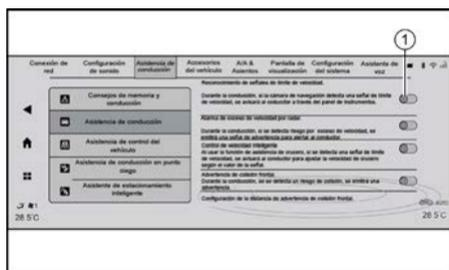 1
Conexión de red
Configuración de sonido
Asistencia de conducción
Accesorios del vehículo
A/A & Asientos
Pantalla de visualización
Configuración del sistema
Asistente de voz
Consejos de memoria y conducción
Asistencia de conducción
Asistencia de control del vehículo
Asistencia de conducción en punto ciego
Asistente de estacionamiento inteligente
Reconocimiento de señales de límite de velocidad.
Durante la conducción, si la cámara de navegación detecta una señal de límite
de velocidad, se avisará al conductor a través del panel de instrumentos.
Alarma de exceso de velocidad por radar.
Durante la conducción, si se detecta riesgo por exceso de velocidad, se
emitirá una señal de advertencia para alertar al conductor.
Control de velocidad inteligente
Al usar la función de asistencia de crucero, si se detecta una señal de límite
de velocidad, se avisará al conductor para ajustar la velocidad de crucero
según el valor de la señal.
Advertencia de colisión frontal.
Durante la conducción, se se detecta un riesgo de colisión, se emitirá una
advertencia.
Configuración de la distancia de advertencia de colisión frontal.
28.5°C
AUTO
28.5°C